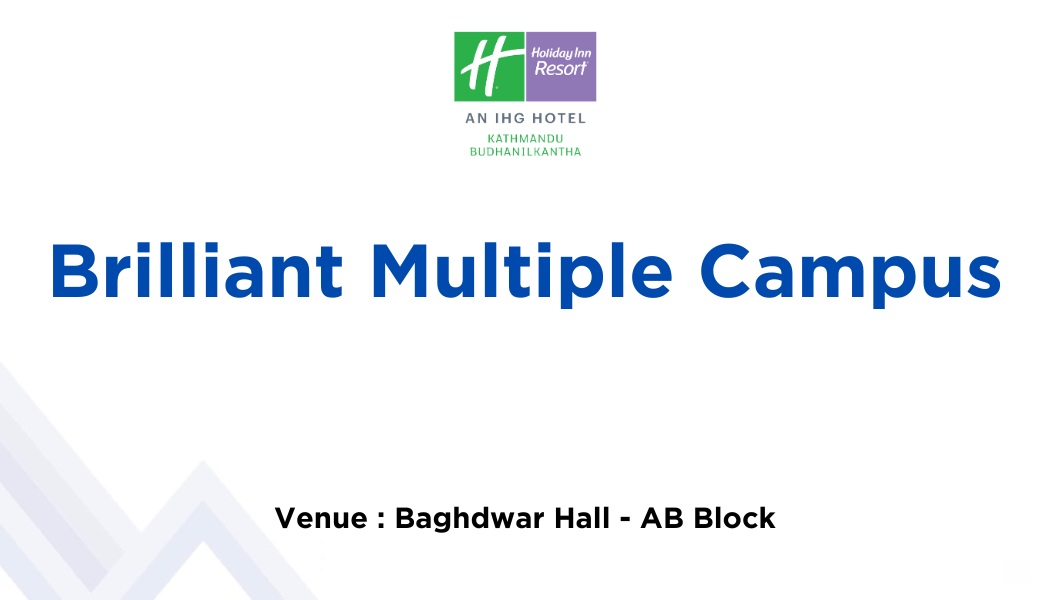 Holiday Inn
Resort
AN IHG HOTEL
KATHMANDU
BUDHANILKANTHA
Brilliant Multiple Campus
Venue : Baghdwar Hall - AB Block